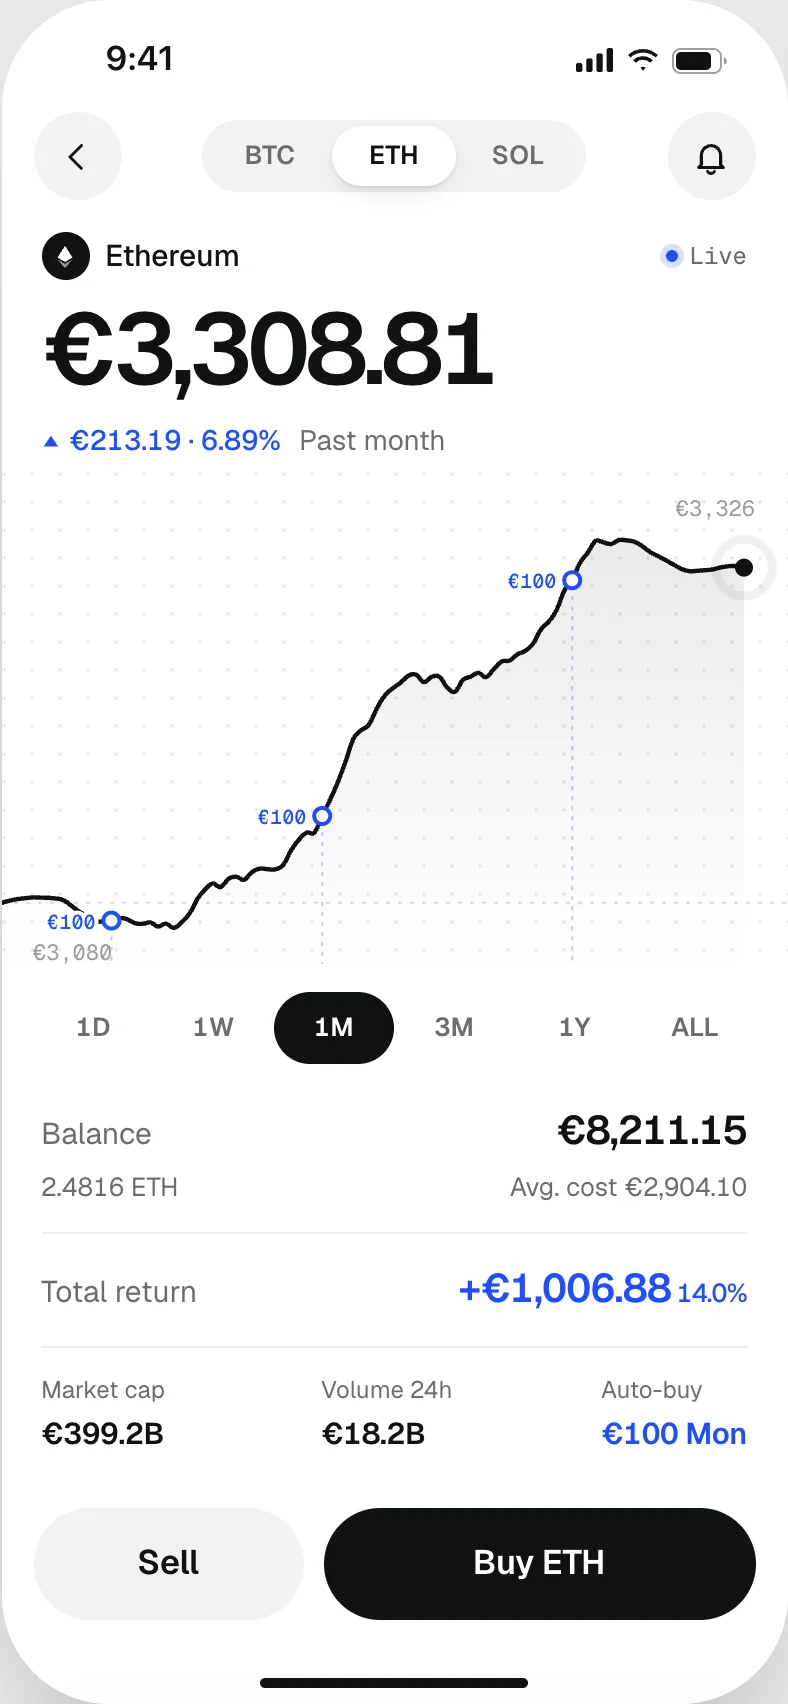 9:41
BTC ETH SOL
Ethereum Live
€3,308.81
€213.19 · 6.89% Past month
€3,326
€100
€100
€100
€3,080
1D 1W 1M 3M 1Y ALL
Balance €8,211.15
2.4816 ETH Avg. cost €2,904.10
Total return +€1,006.88 14.0%
Market cap Volume 24h Auto-buy
€399.2B €18.2B €100 Mon
Sell Buy ETH